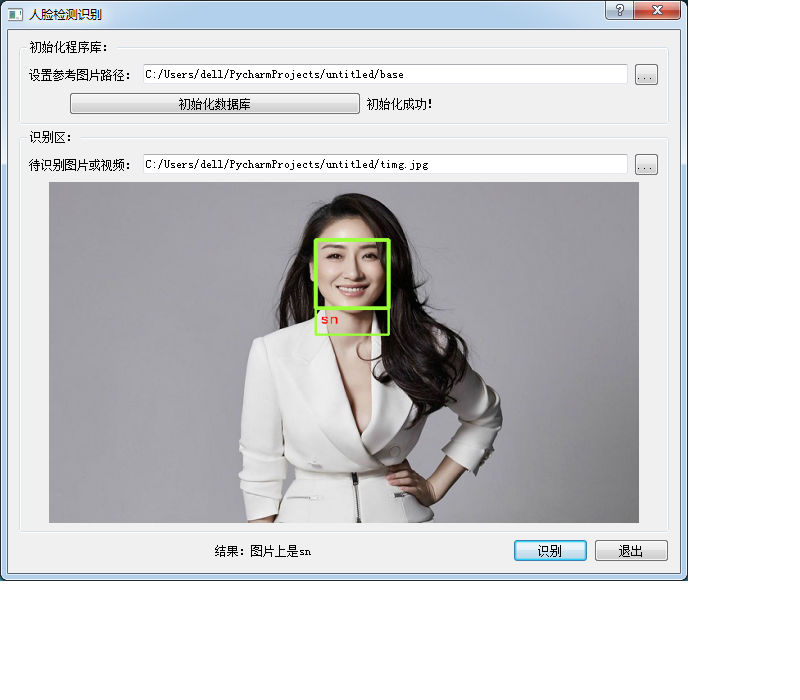 人脸检测识别
初始化程序库:
设置参考图片路径: C:/Users/dell/PycharmProjects/untitled/base ...
初始化数据库 初始化成功!
识别区:
待识别图片或视频: C:/Users/dell/PycharmProjects/untitled/timg.jpg ...
sn
结果: 图片上是sn 识别 退出